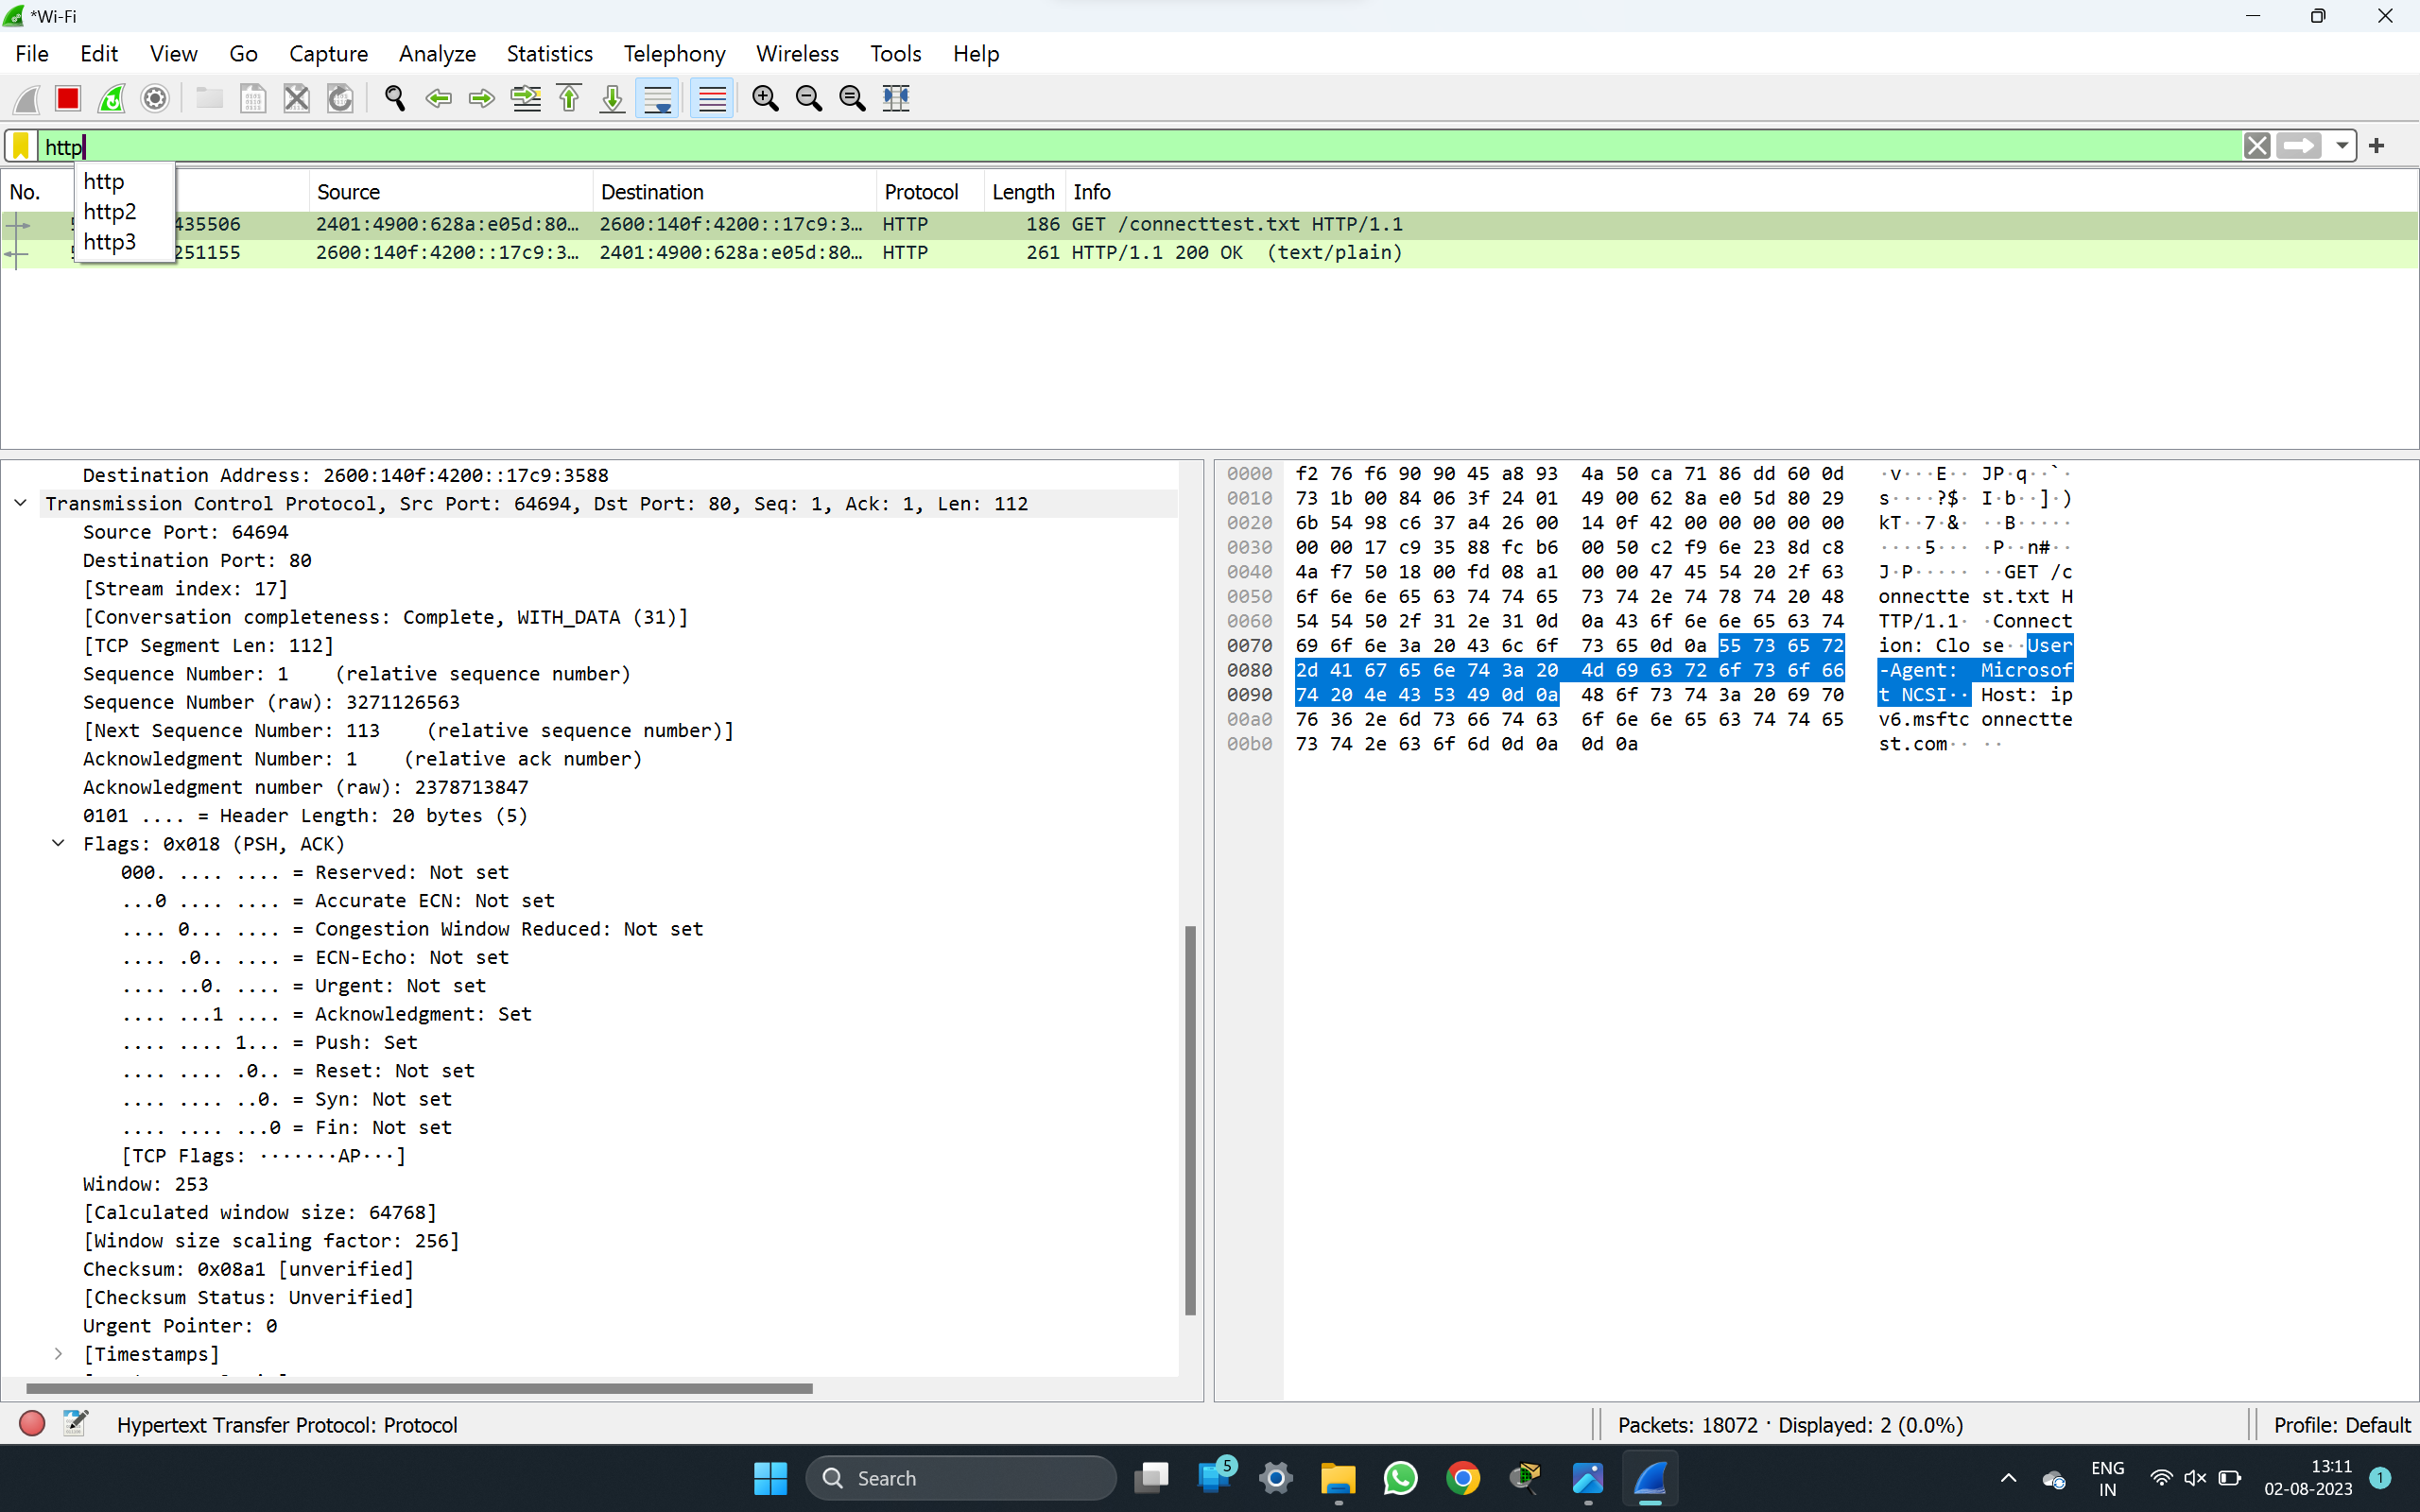 *Wi-Fi
File Edit View Go Capture Analyze Statistics Telephony Wireless Tools Help
http
http
http2
http3
No. Source Destination Protocol Length Info
435506 2401:4900:628a:e05d:80… 2600:140f:4200::17c9:3… HTTP 186 GET /connecttest.txt HTTP/1.1
251155 2600:140f:4200::17c9:3… 2401:4900:628a:e05d:80… HTTP 261 HTTP/1.1 200 OK (text/plain)
Destination Address: 2600:140f:4200::17c9:3588
Transmission Control Protocol, Src Port: 64694, Dst Port: 80, Seq: 1, Ack: 1, Len: 112
Source Port: 64694
Destination Port: 80
[Stream index: 17]
[Conversation completeness: Complete, WITH_DATA (31)]
[TCP Segment Len: 112]
Sequence Number: 1 (relative sequence number)
Sequence Number (raw): 3271126563
[Next Sequence Number: 113 (relative sequence number)]
Acknowledgment Number: 1 (relative ack number)
Acknowledgment number (raw): 2378713847
0101 .... = Header Length: 20 bytes (5)
Flags: 0x018 (PSH, ACK)
000. .... .... = Reserved: Not set
...0 .... .... = Accurate ECN: Not set
.... 0... .... = Congestion Window Reduced: Not set
.... .0.. .... = ECN-Echo: Not set
.... ..0. .... = Urgent: Not set
.... ...1 .... = Acknowledgment: Set
.... .... 1... = Push: Set
.... .... .0.. = Reset: Not set
.... .... ..0. = Syn: Not set
.... .... ...0 = Fin: Not set
[TCP Flags: ·······AP···]
Window: 253
[Calculated window size: 64768]
[Window size scaling factor: 256]
Checksum: 0x08a1 [unverified]
[Checksum Status: Unverified]
Urgent Pointer: 0
[Timestamps]
0000 f2 76 f6 90 90 45 a8 93 4a 50 ca 71 86 dd 60 0d ·v···E·· JP·q··`·
0010 73 1b 00 84 06 3f 24 01 49 00 62 8a e0 5d 80 29 s····?$· I·b··]·)
0020 6b 54 98 c6 37 a4 26 00 14 0f 42 00 00 00 00 00 kT··7·&· ··B·····
0030 00 00 17 c9 35 88 fc b6 00 50 c2 f9 6e 23 8d c8 ····5··· ·P··n#··
0040 4a f7 50 18 00 fd 08 a1 00 00 47 45 54 20 2f 63 J·P····· ··GET /c
0050 6f 6e 6e 65 63 74 74 65 73 74 2e 74 78 74 20 48 onnectte st.txt H
0060 54 54 50 2f 31 2e 31 0d 0a 43 6f 6e 6e 65 63 74 TTP/1.1· ·Connect
0070 69 6f 6e 3a 20 43 6c 6f 73 65 0d 0a 55 73 65 72 ion: Clo se··User
0080 2d 41 67 65 6e 74 3a 20 4d 69 63 72 6f 73 6f 66 -Agent: Microsof
0090 74 20 4e 43 53 49 0d 0a 48 6f 73 74 3a 20 69 70 t NCSI·· Host: ip
00a0 76 36 2e 6d 73 66 74 63 6f 6e 6e 65 63 74 74 65 v6.msftc onnectte
00b0 73 74 2e 63 6f 6d 0d 0a 0d 0a st.com·· ··
Hypertext Transfer Protocol: Protocol Packets: 18072 · Displayed: 2 (0.0%) Profile: Default
Search 5
ENG
IN
13:11
02-08-2023
1